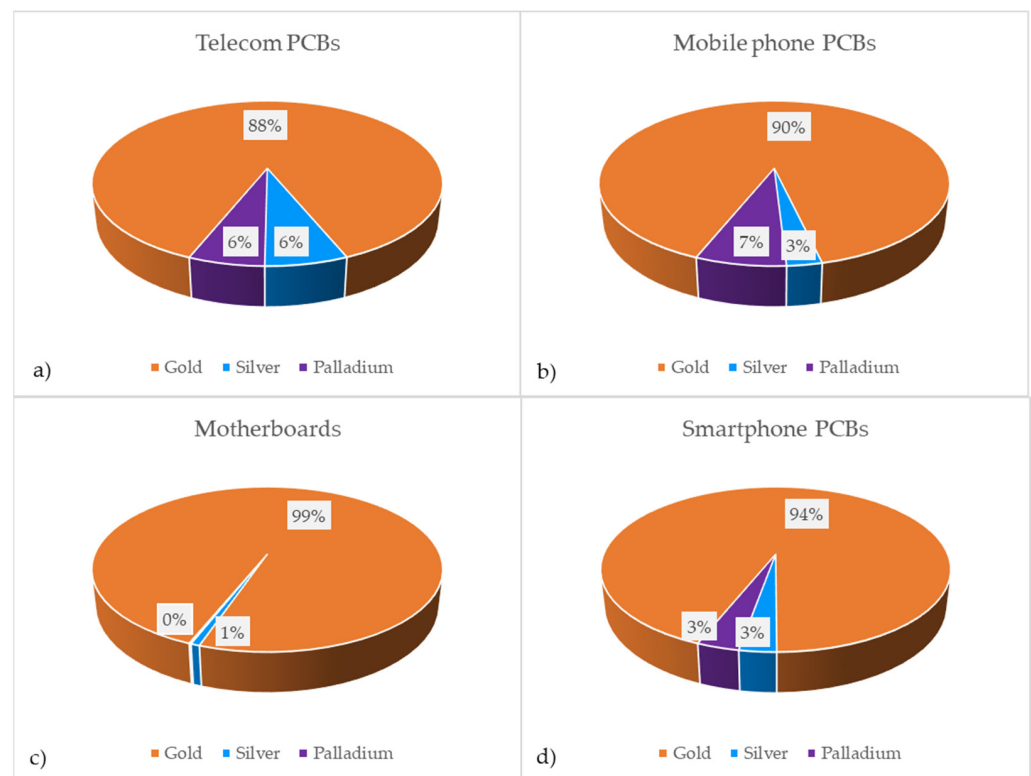 Telecom PCBs
88%
6%
6%
Gold Silver Palladium
a)
Mobile phone PCBs
90%
7%
3%
Gold Silver Palladium
b)
Motherboards
99%
0%
1%
Gold Silver Palladium
c)
Smartphone PCBs
94%
3%
3%
Gold Silver Palladium
d)